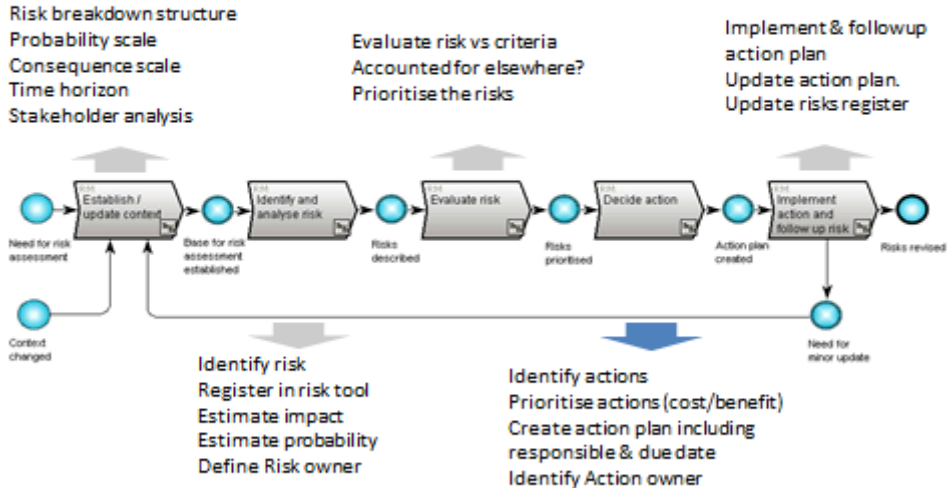 Risk breakdown structure
Probability scale
Consequence scale
Time horizon
Stakeholder analysis
Evaluate risk vs criteria
Accounted for elsewhere?
Prioritise the risks
Implement & followup
action plan
Update action plan.
Update risks register
RM
Establish /
update context
RM
Identify and
analyse risk
RM
Evaluate risk
RM
Decide action
RM
Implement
action and
follow up risk
Need for risk
assessment
Base for risk
assessment
established
Risks
described
Risks
prioritised
Action plan
created
Risks revised
Context
changed
Need for
minor update
Identify risk
Register in risk tool
Estimate impact
Estimate probability
Define Risk owner
Identify actions
Prioritise actions (cost/benefit)
Create action plan including
responsible & due date
Identify Action owner